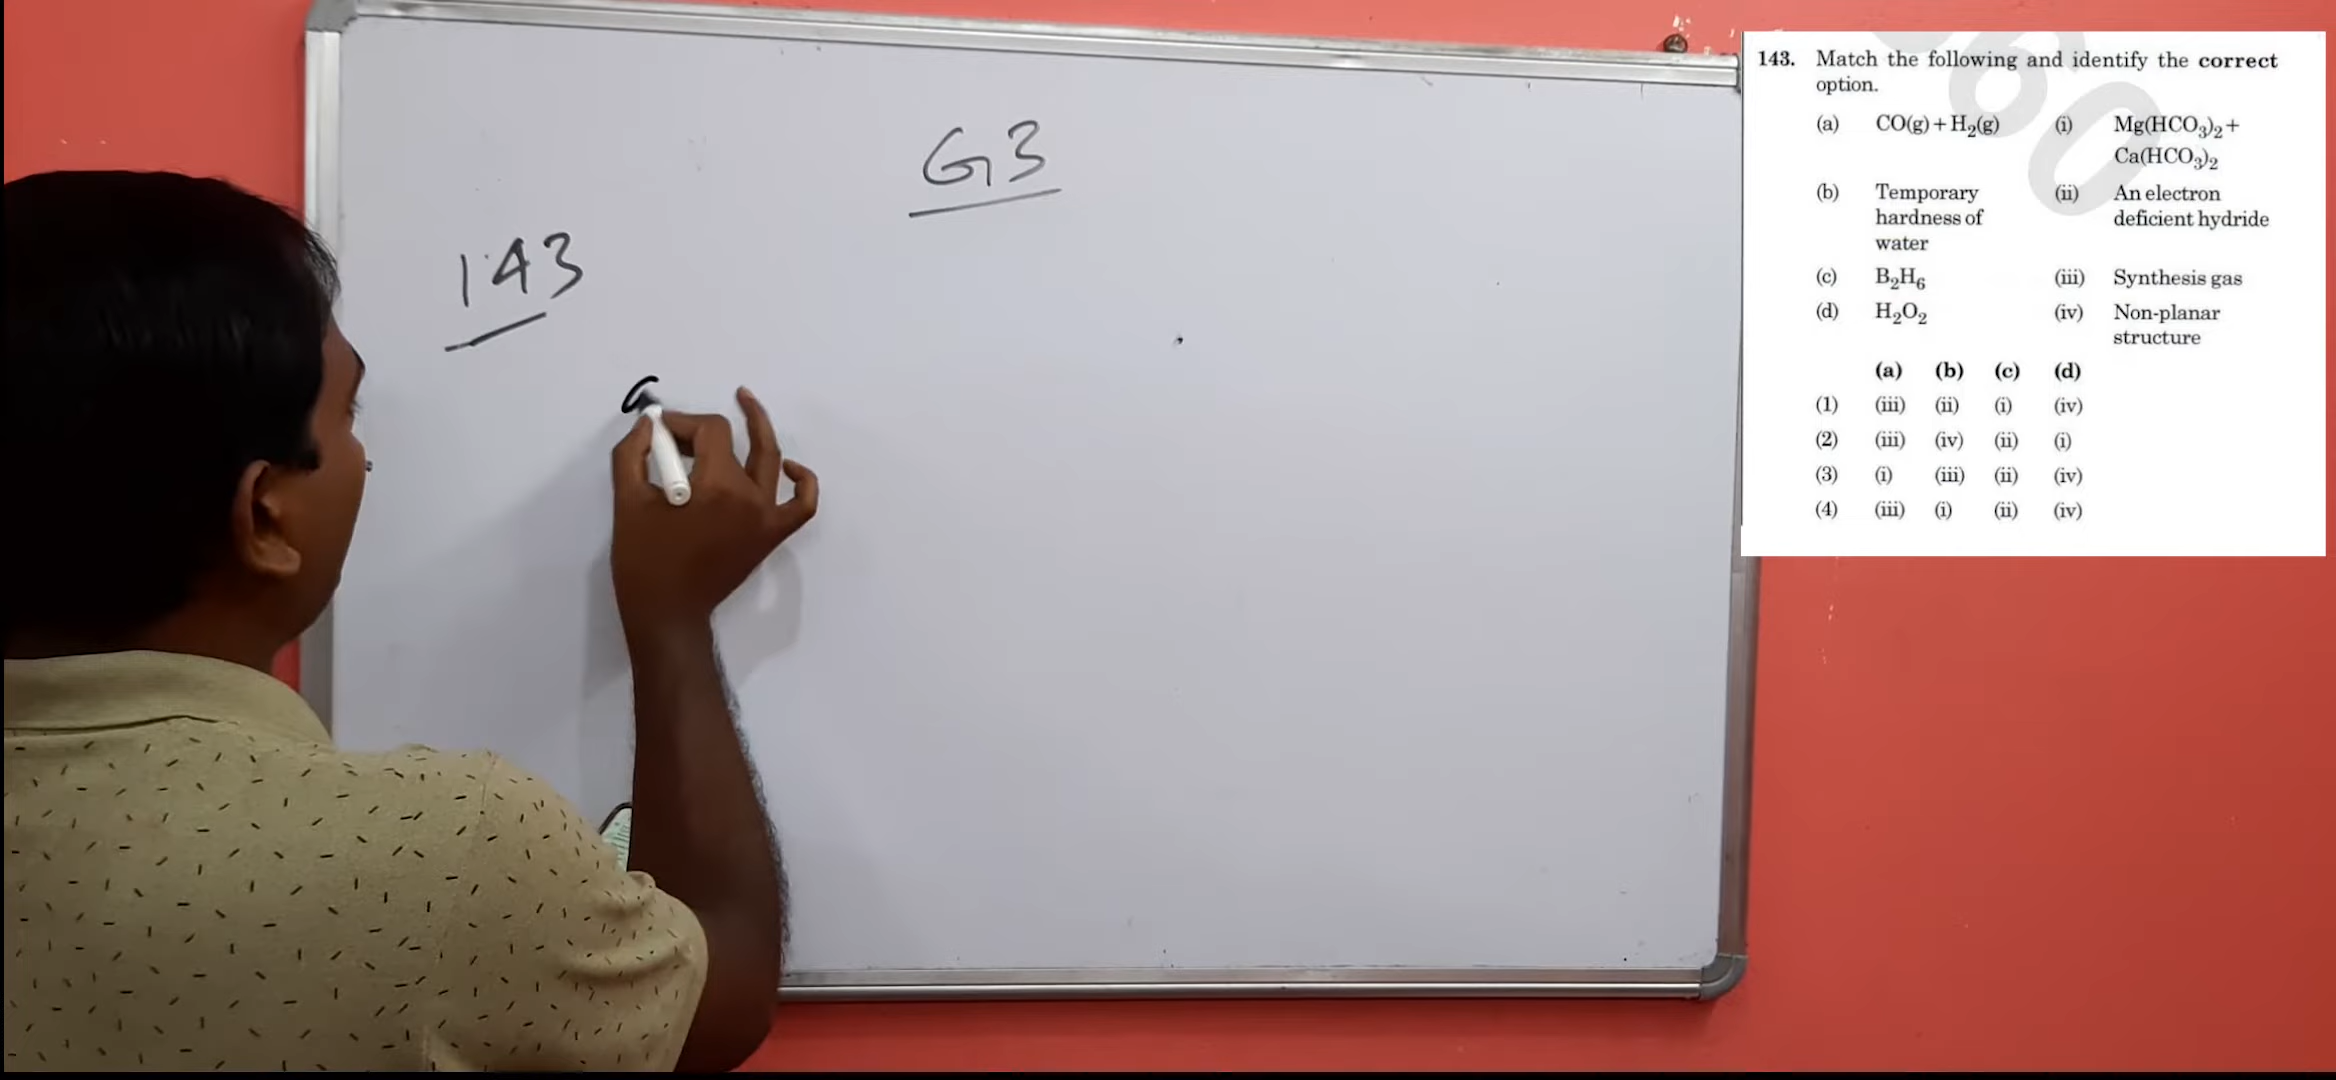 G3
143
143. Match the following and identify the correct
option.
(a) CO(g) + H₂(g) (i) Mg(HCO₃)₂ +
Ca(HCO₃)₂
(b) Temporary (ii) An electron
hardness of deficient hydride
water
(c) B₂H₆ (iii) Synthesis gas
(d) H₂O₂ (iv) Non-planar
structure
(a) (b) (c) (d)
(1) (iii) (ii) (i) (iv)
(2) (iii) (iv) (ii) (i)
(3) (i) (iii) (ii) (iv)
(4) (iii) (i) (ii) (iv)